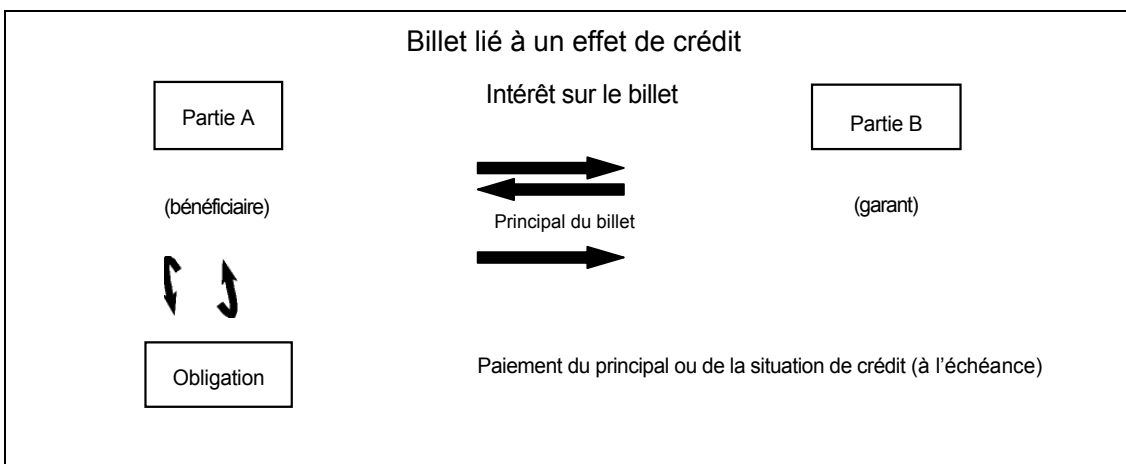 Billet lié à un effet de crédit
Intérêt sur le billet
Partie A
Partie B
(bénéficiaire)
(garant)
Principal du billet
Obligation
Paiement du principal ou de la situation de crédit (à l'échéance)